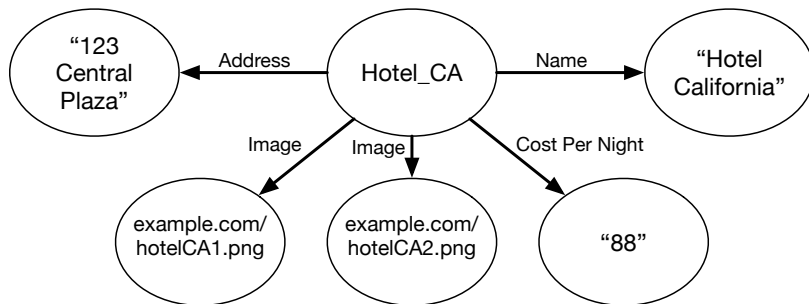 “123
Central
Plaza”
Address
Hotel_CA
Name
“Hotel
California”
Image
Image
Cost Per Night
example.com/
hotelCA1.png
example.com/
hotelCA2.png
“88”